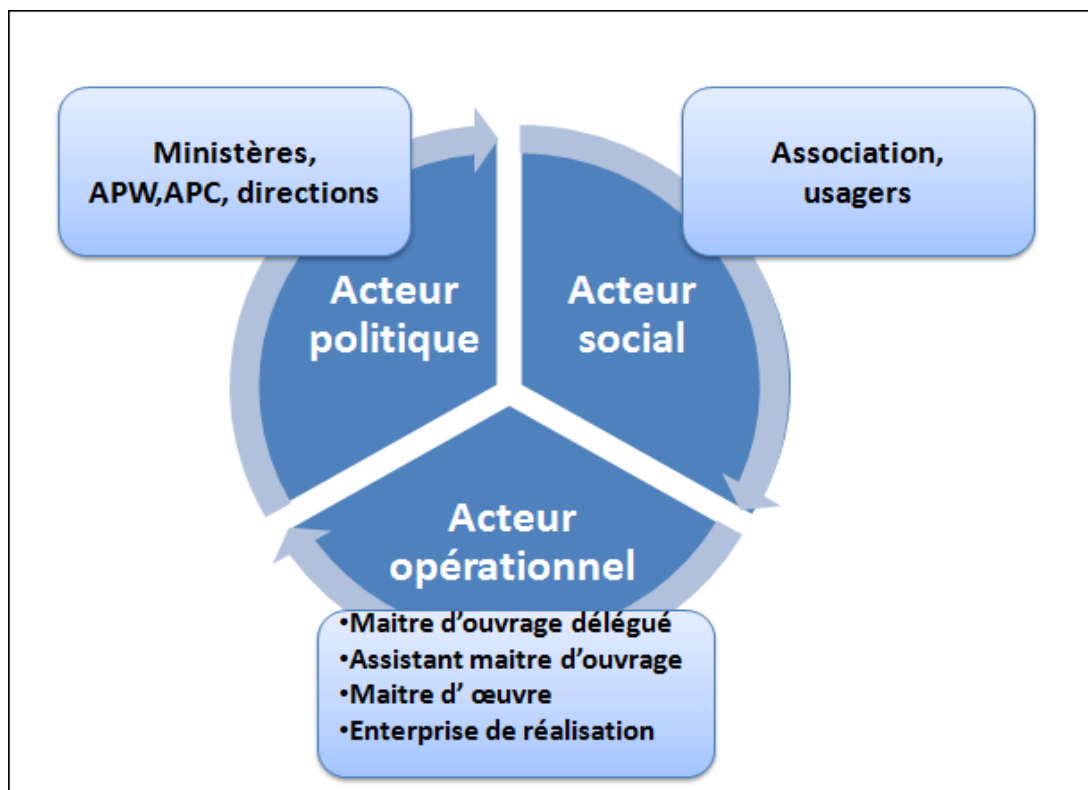 Ministères,
APW,APC, directions
Association,
usagers
Acteur
politique
Acteur
social
Acteur
opérationnel
•Maitre d'ouvrage délégué
•Assistant maitre d'ouvrage
•Maitre d' œuvre
•Enterprise de réalisation